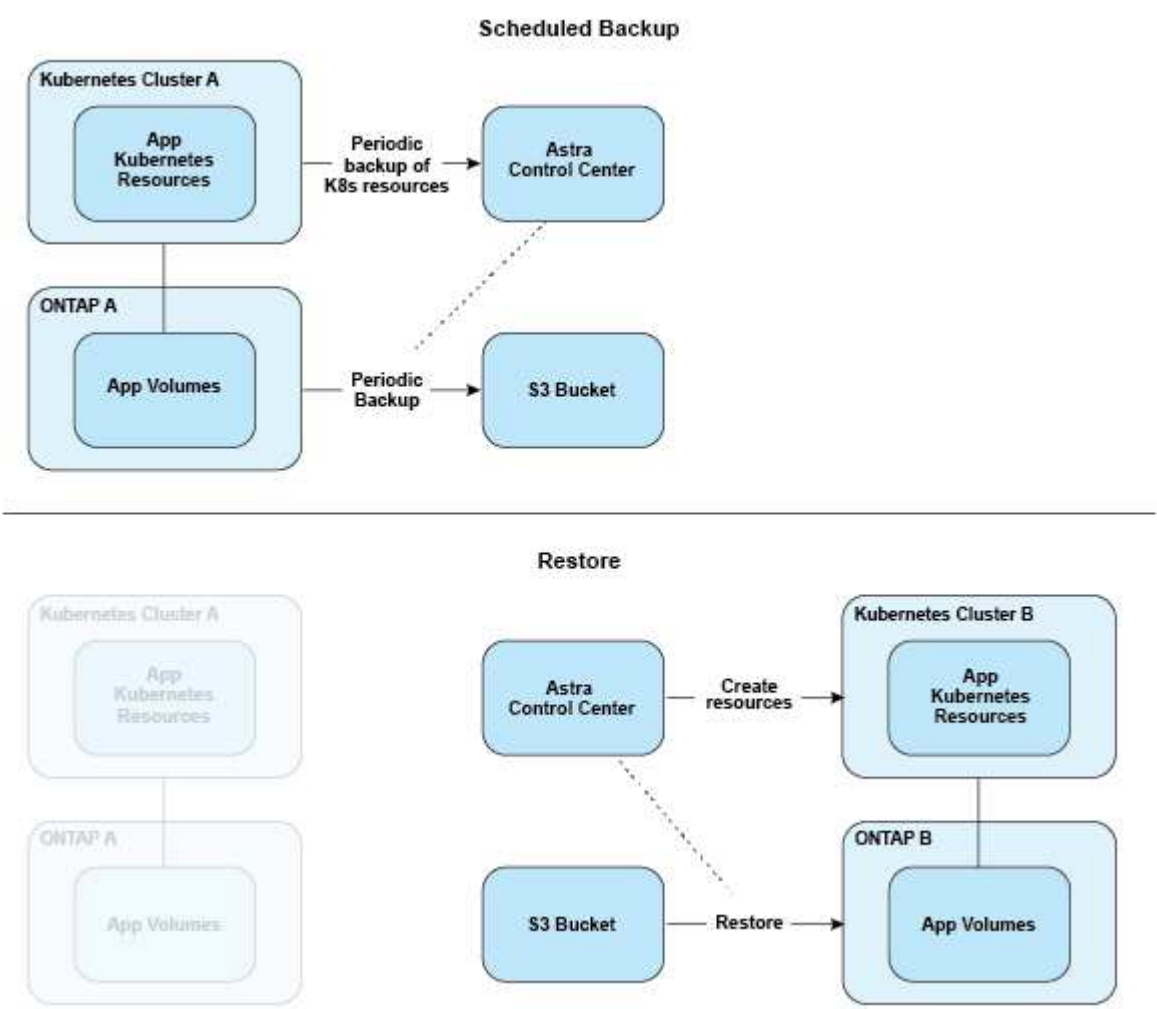 Scheduled Backup
Kubernetes Cluster A
App
Kubernetes
Resources
Periodic
backup of
K8s resources
Astra
Control Center
ONTAP A
App Volumes
Periodic
Backup
S3 Bucket
Restore
Kubernetes Cluster A
App
Kubernetes
Resources
Astra
Control Center
Create
resources
Kubernetes Cluster B
App
Kubernetes
Resources
ONTAP A
App Volumes
S3 Bucket
Restore
ONTAP B
App Volumes